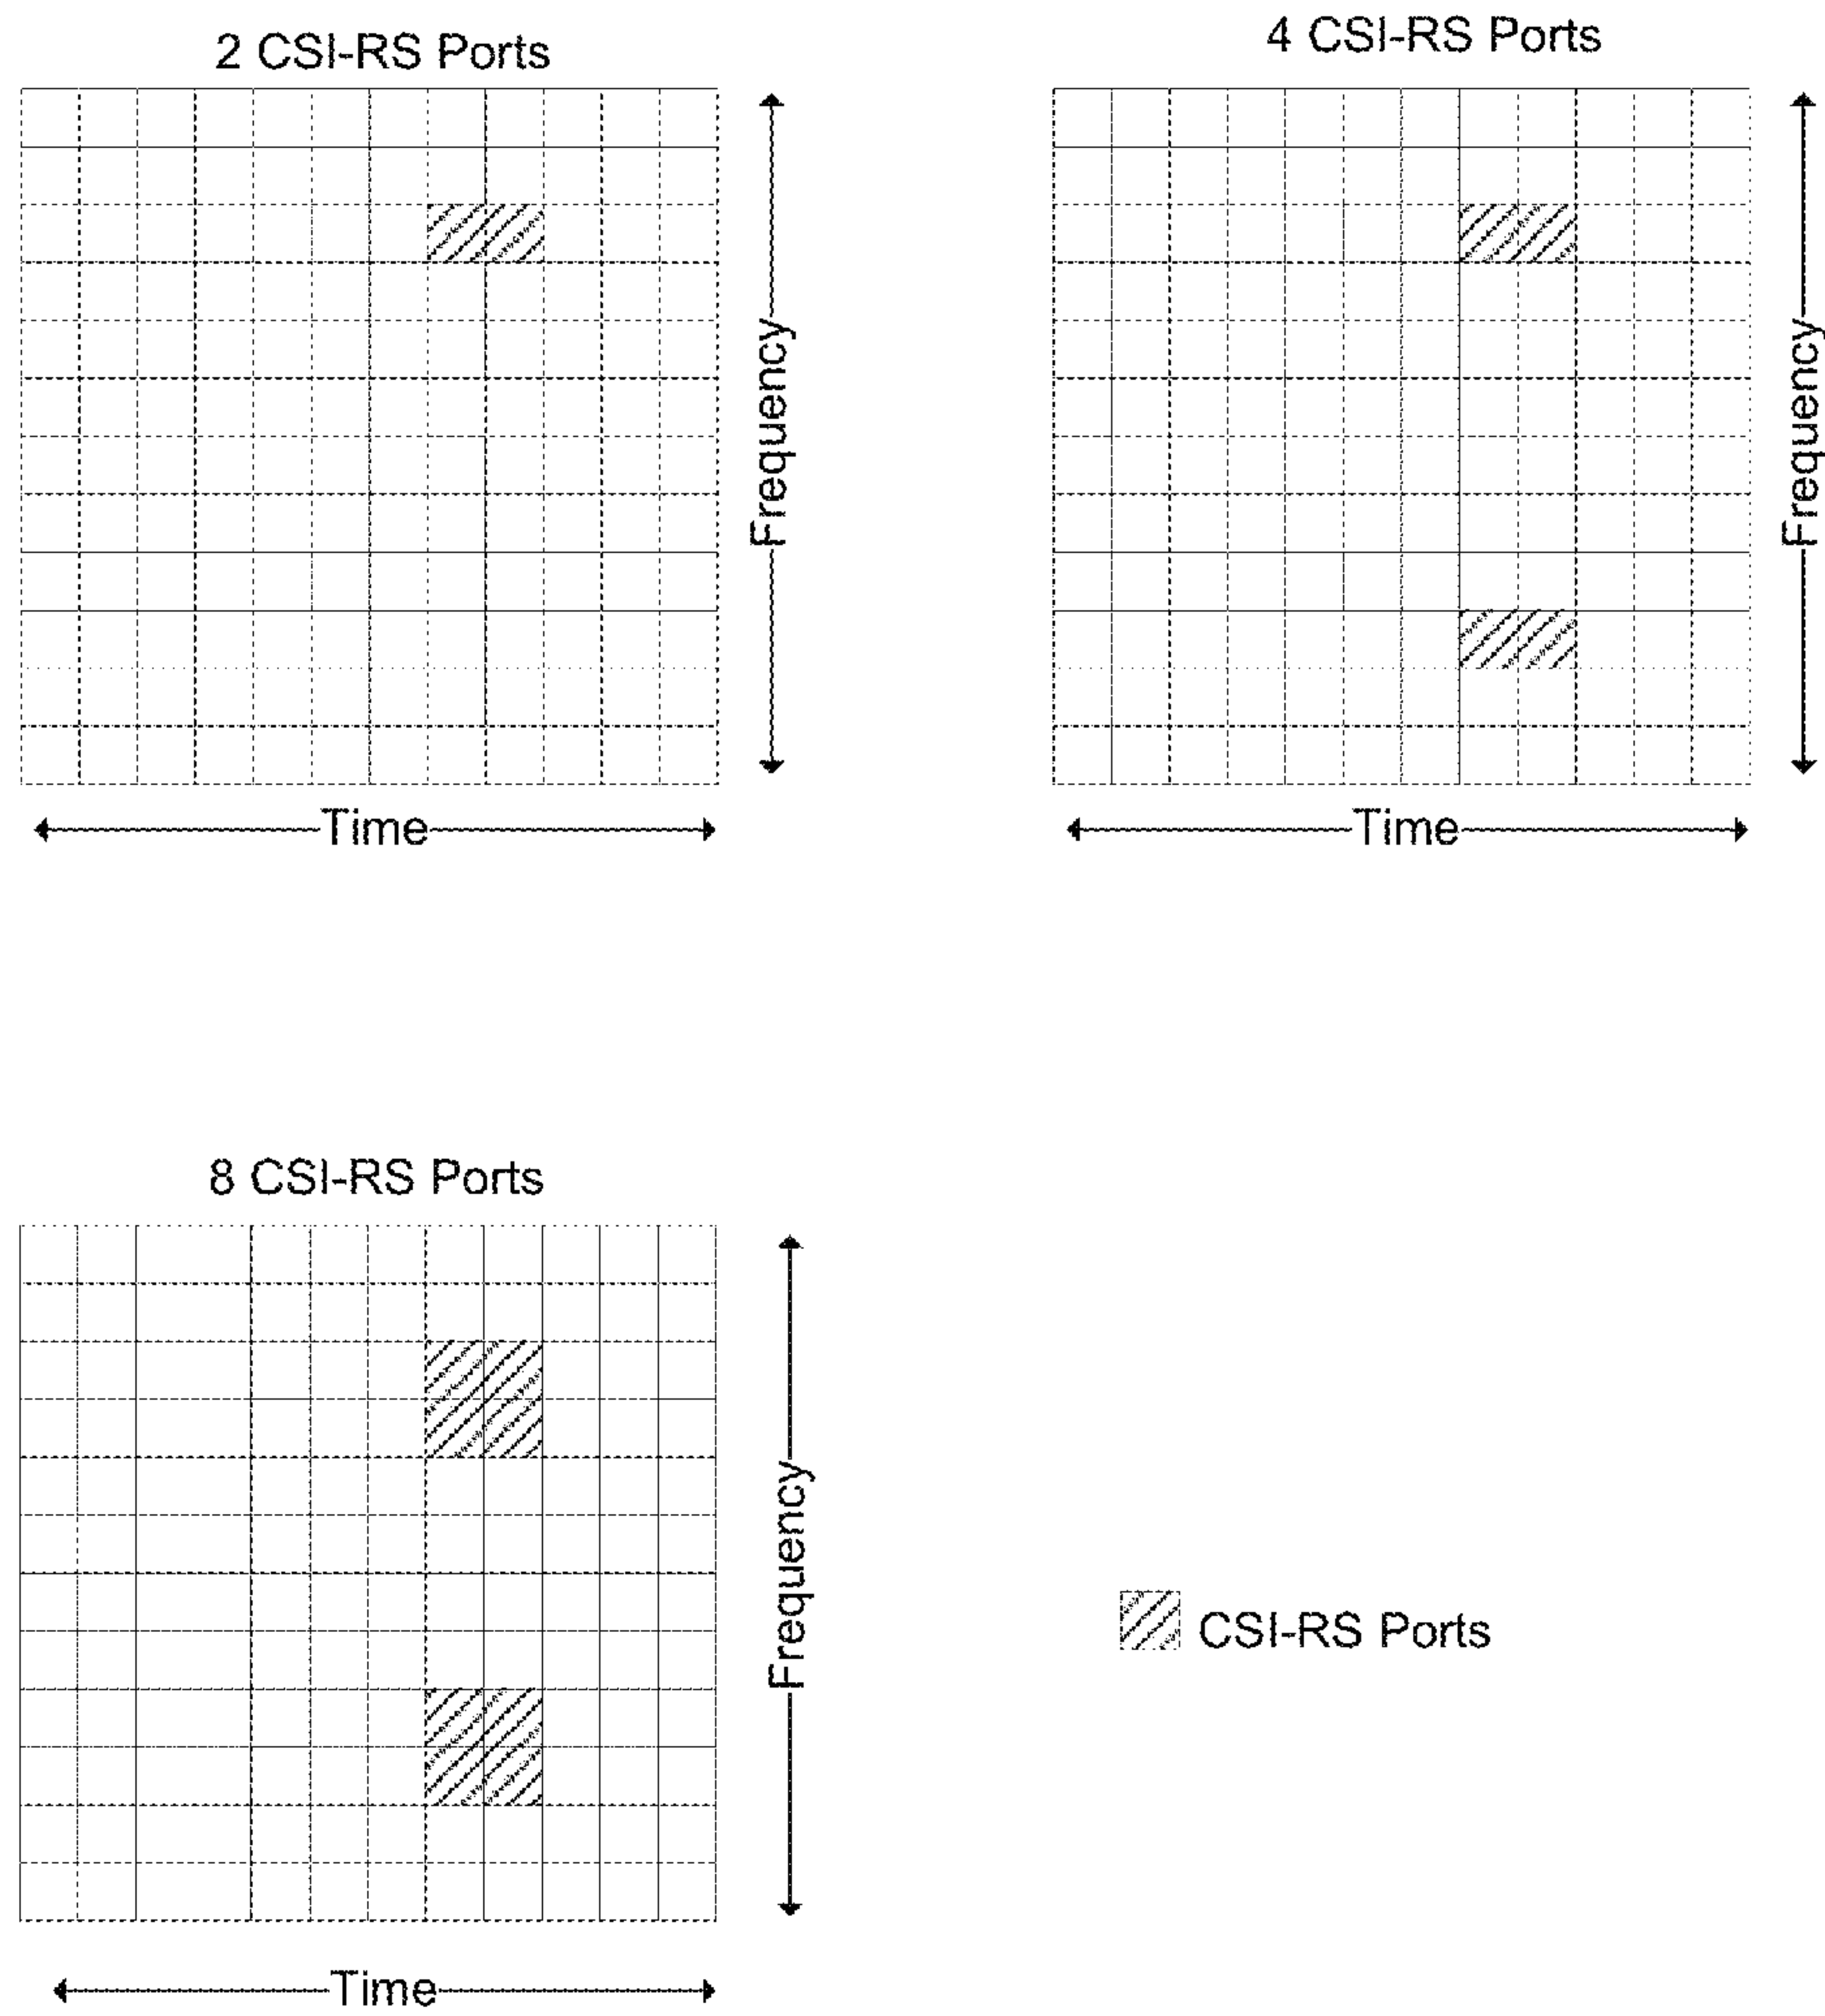 2 CSI-RS Ports
4 CSI-RS Ports
Frequency
Frequency
Time
Time
8 CSI-RS Ports
Frequency
CSI-RS Ports
Time